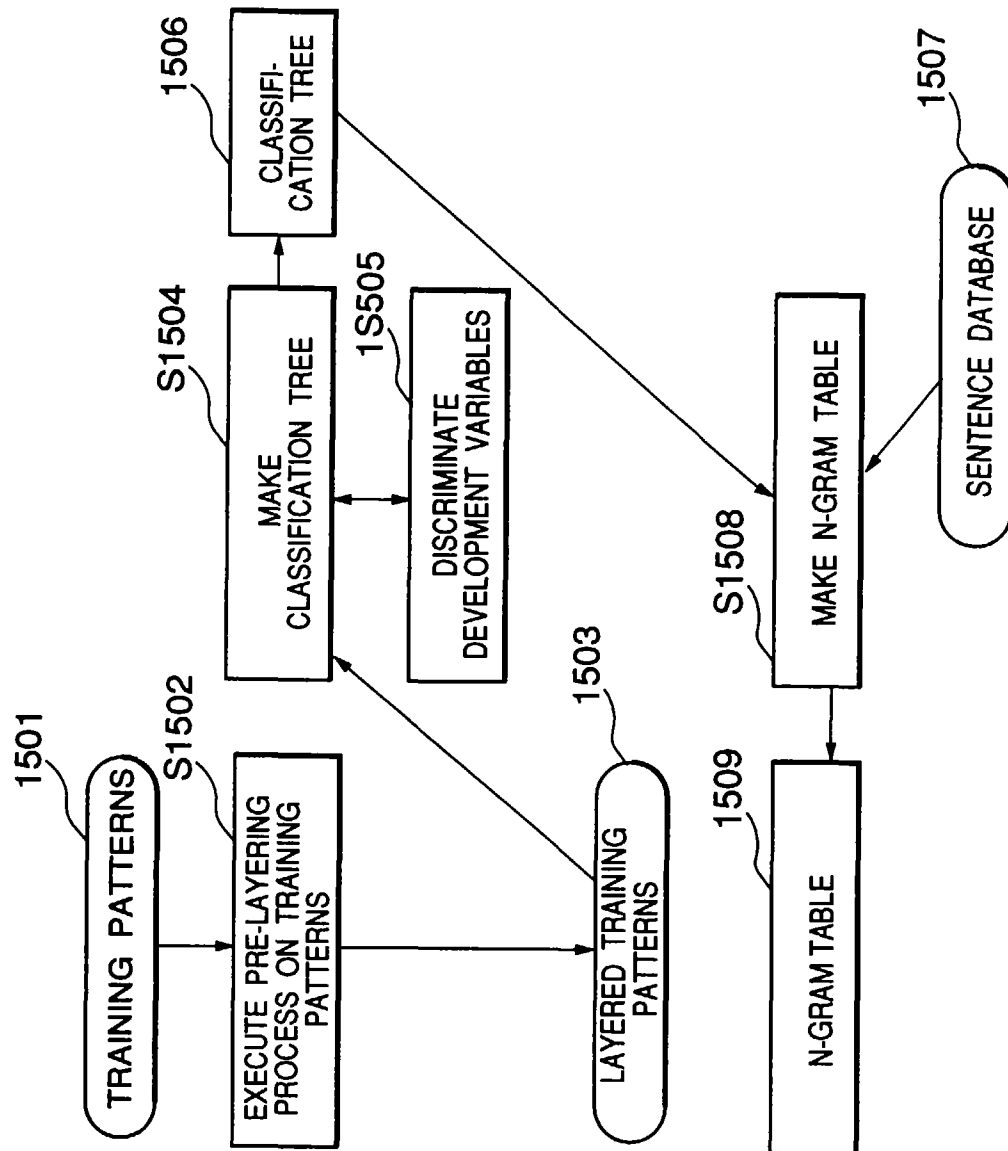 1501
TRAINING PATTERNS
S1502
EXECUTE PRE-LAYERING
PROCESS ON TRAINING
PATTERNS
1503
LAYERED TRAINING
PATTERNS
S1504
MAKE
CLASSIFICATION TREE
1S505
DISCRIMINATE
DEVELOPMENT VARIABLES
1506
CLASSIFI-
CATION TREE
1507
SENTENCE DATABASE
S1508
MAKE N-GRAM TABLE
1509
N-GRAM TABLE